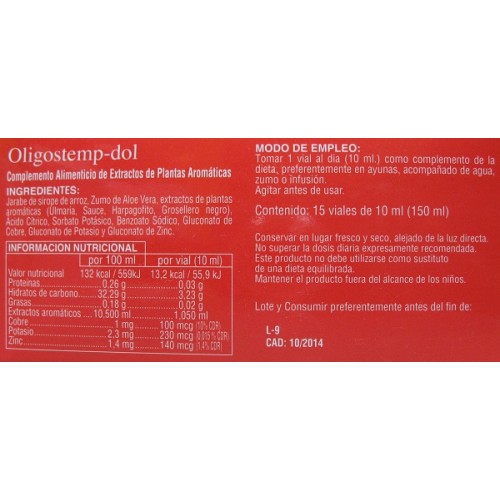 Oligostemp-dol
Complemento Alimenticio de Extractos de Plantas Aromáticas
INGREDIENTES:
Jarabe de sirope de arroz, Zumo de Aloe Vera, extractos de plantas
aromáticas (Ulmaria, Sauce, Harpagofito, Grosellero negro),
Acido Cítrico, Sorbato Potásico, Benzoato Sódico, Gluconato de
Cobre, Gluconato de Potasio y Gluconato de Zinc.
INFORMACION NUTRICIONAL
por 100 ml por vial (10 ml)
Valor nutricional 132 kcal / 559kJ 13,2 kcal / 55,9 kJ
Proteinas 0,26 g 0,03 g
Hidratos de carbono 32,29 g 3,23 g
Grasas 0,18 g 0,02 g
Extractos aromáticos 10,500 ml 1,050 ml
Cobre 1 mg 100 mcg (10% CDR)
Potasio 2,3 mg 230 mcg (0,015 % CDR)
Zinc 1,4 mg 140 mcg (1,4% CDR)
MODO DE EMPLEO:
Tomar 1 vial al dia (10 ml.) como complemento de la
dieta, preferentemente en ayunas, acompañado de agua,
zumo o infusión.
Agitar antes de usar.
Contenido: 15 viales de 10 ml (150 ml)
Conservar en lugar fresco y seco, alejado de la luz directa.
No superar la dosis diaria expresamente recomendada.
Este producto no debe utilizarse como sustituto
de una dieta equilibrada.
Mantener el producto fuera del alcance de los niños.
Lote y Consumir preferentemente antes del fin de:
L-9
CAD: 10/2014